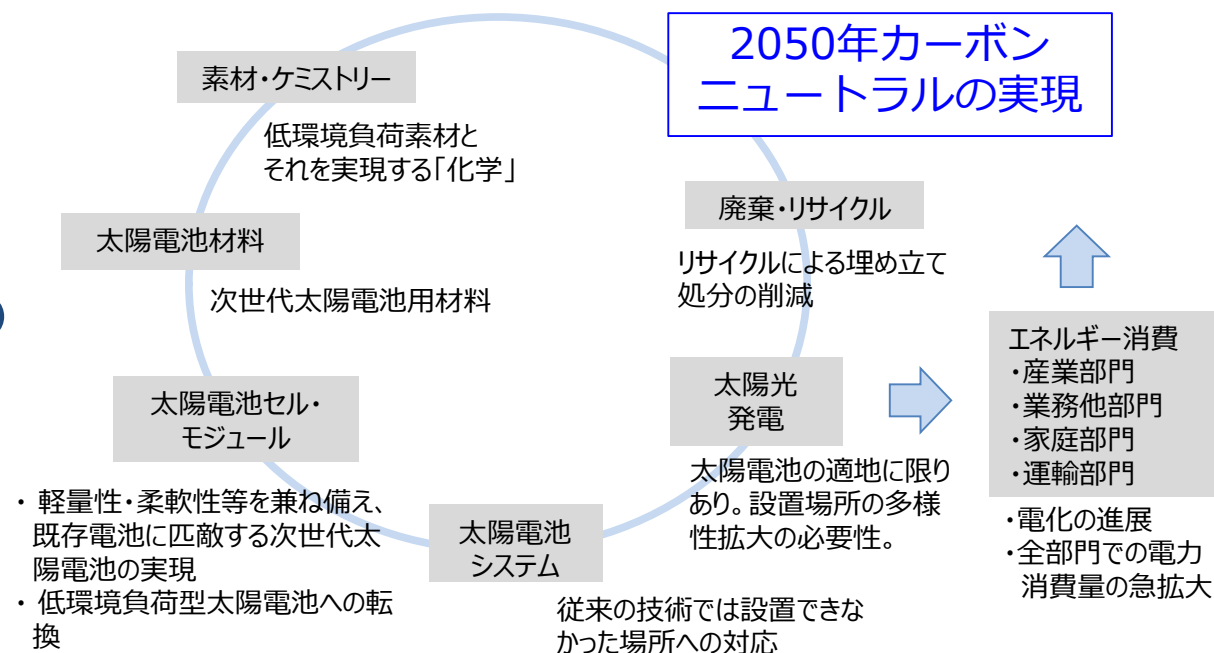 2050年カーボン
ニュートラルの実現
素材・ケミストリー
低環境負荷素材と
それを実現する「化学」
太陽電池材料
次世代太陽電池用材料
太陽電池セル・
モジュール
・ 軽量性・柔軟性等を兼ね備え、
既存電池に匹敵する次世代太
陽電池の実現
・ 低環境負荷型太陽電池への転
換
太陽電池
システム
従来の技術では設置できな
かった場所への対応
太陽光
発電
太陽電池の適地に限り
あり。設置場所の多様
性拡大の必要性。
廃棄・リサイクル
リサイクルによる埋め立て
処分の削減
エネルギー消費
・産業部門
・業務他部門
・家庭部門
・運輸部門
・電化の進展
・全部門での電力
消費量の急拡大